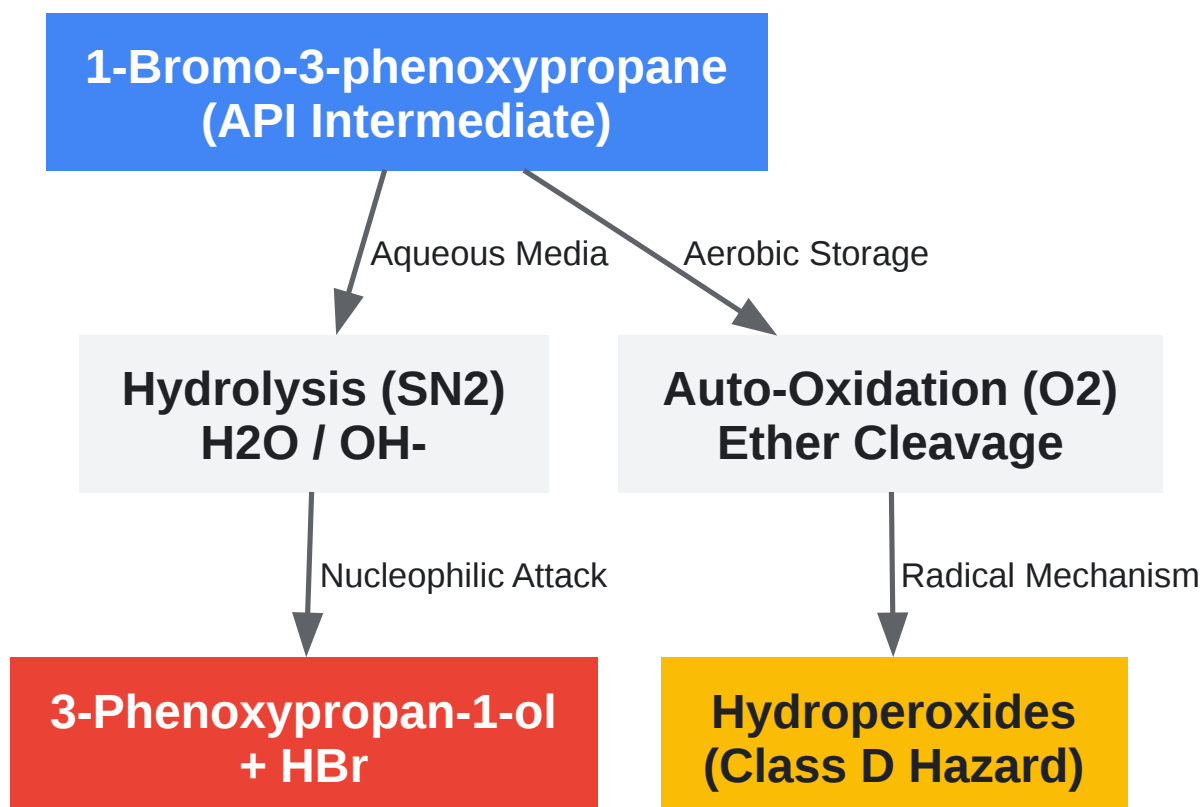 1-Bromo-3-phenoxypropane
(API Intermediate)
Aqueous Media
Aerobic Storage
Hydrolysis (SN2)
H2O / OH-
Auto-Oxidation (O2)
Ether Cleavage
Nucleophilic Attack
Radical Mechanism
3-Phenoxypropan-1-ol
+ HBr
Hydroperoxides
(Class D Hazard)